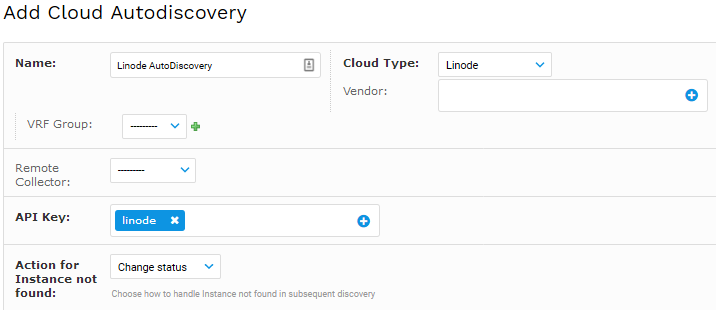 Add Cloud Autodiscovery
Name: Linode AutoDiscovery Cloud Type: Linode
Vendor:
VRF Group: ---------
Remote Collector: ---------
API Key: linode
Action for Instance not found: Change status
Choose how to handle Instance not found in subsequent discovery